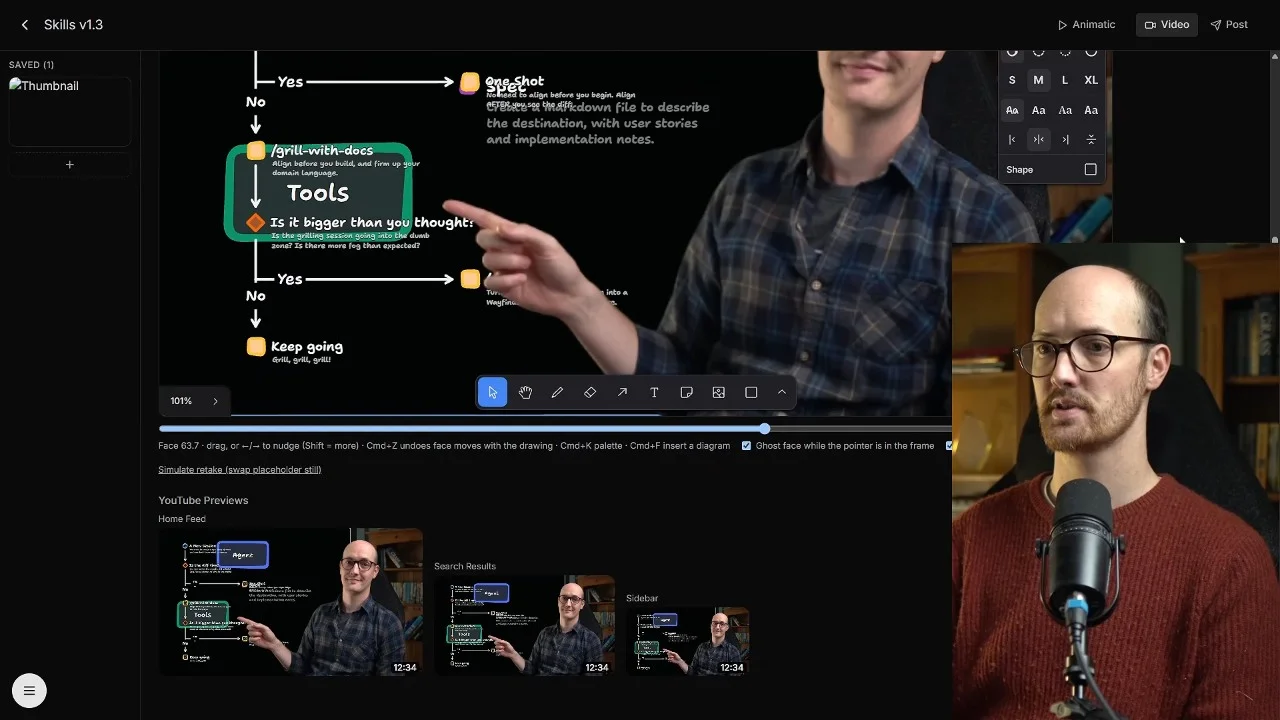 Skills v1.3
Animatic
Video
Post
SAVED (1)
Thumbnail
+
Yes
One Shot
Spec
No need to align before you begin. Align
AFTER you see the diff.
Create a markdown file to describe
the destination, with user stories
and implementation notes.
No
/grill-with-docs
Align before you build, and firm up your
domain language.
Tools
Is it bigger than you thought?
Is the grilling session going into the dumb
zone? Is there more fog than expected?
Yes
No
Keep going
Grill, grill, grill!
S M L XL
Aa Aa Aa Aa
Shape
101%
T
Face 63.7 · drag, or ←/→ to nudge (Shift = more) · Cmd+Z undoes face moves with the drawing · Cmd+K palette · Cmd+F insert a diagram
Ghost face while the pointer is in the frame
Simulate retake (swap placeholder still)
YouTube Previews
Home Feed
Agent
Tools
12:34
Search Results
Agent
Tools
12:34
Sidebar
12:34